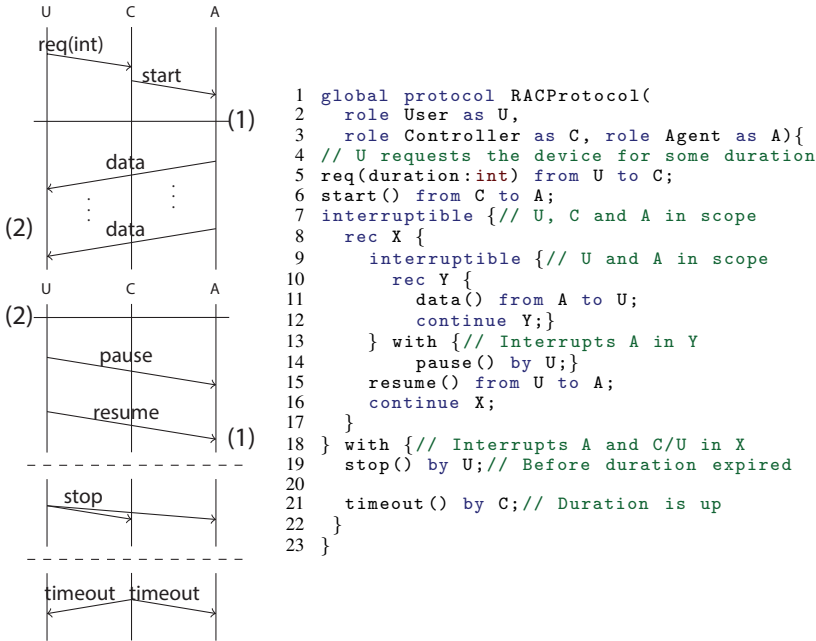 U C A
req(int)
start
(1)
data
data
(2)
U C A
(2)
pause
resume
(1)
stop
timeout timeout
1 global protocol RACProtocol(
2 role User as U,
3 role Controller as C, role Agent as A){
4 // U requests the device for some duration
5 req(duration:int) from U to C;
6 start() from C to A;
7 interruptible {// U, C and A in scope
8 rec X {
9 interruptible {// U and A in scope
10 rec Y {
11 data() from A to U;
12 continue Y;}
13 } with {// Interrupts A in Y
14 pause() by U;}
15 resume() from U to A;
16 continue X;
17 }
18 } with {// Interrupts A and C/U in X
19 stop() by U;// Before duration expired
20
21 timeout() by C;// Duration is up
22 }
23 }